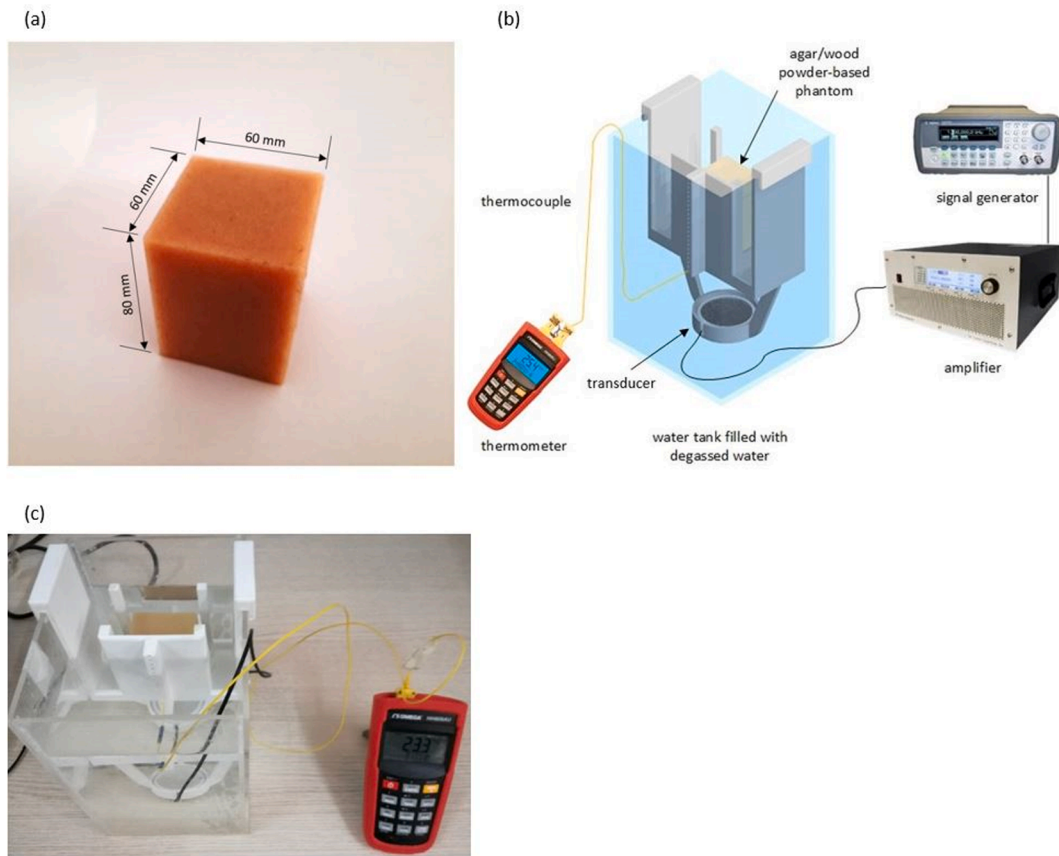 (a)
(b)
60 mm
60 mm
80 mm
agar/wood
powder-based
phantom
thermocouple
signal generator
transducer
amplifier
thermometer
water tank filled with
degassed water
(c)
OMEGA
23.3